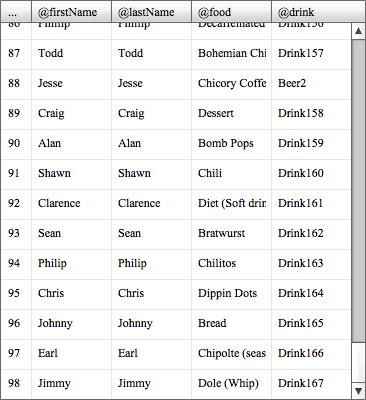 ... @firstName @lastName @food @drink
86 Phillip Phillip Decaffeinated Drink156
87 Todd Todd Bohemian Chi Drink157
88 Jesse Jesse Chicory Coffe Beer2
89 Craig Craig Dessert Drink158
90 Alan Alan Bomb Pops Drink159
91 Shawn Shawn Chili Drink160
92 Clarence Clarence Diet (Soft drin Drink161
93 Sean Sean Bratwurst Drink162
94 Philip Philip Chilitos Drink163
95 Chris Chris Dippin Dots Drink164
96 Johnny Johnny Bread Drink165
97 Earl Earl Chipolte (seas Drink166
98 Jimmy Jimmy Dole (Whip) Drink167